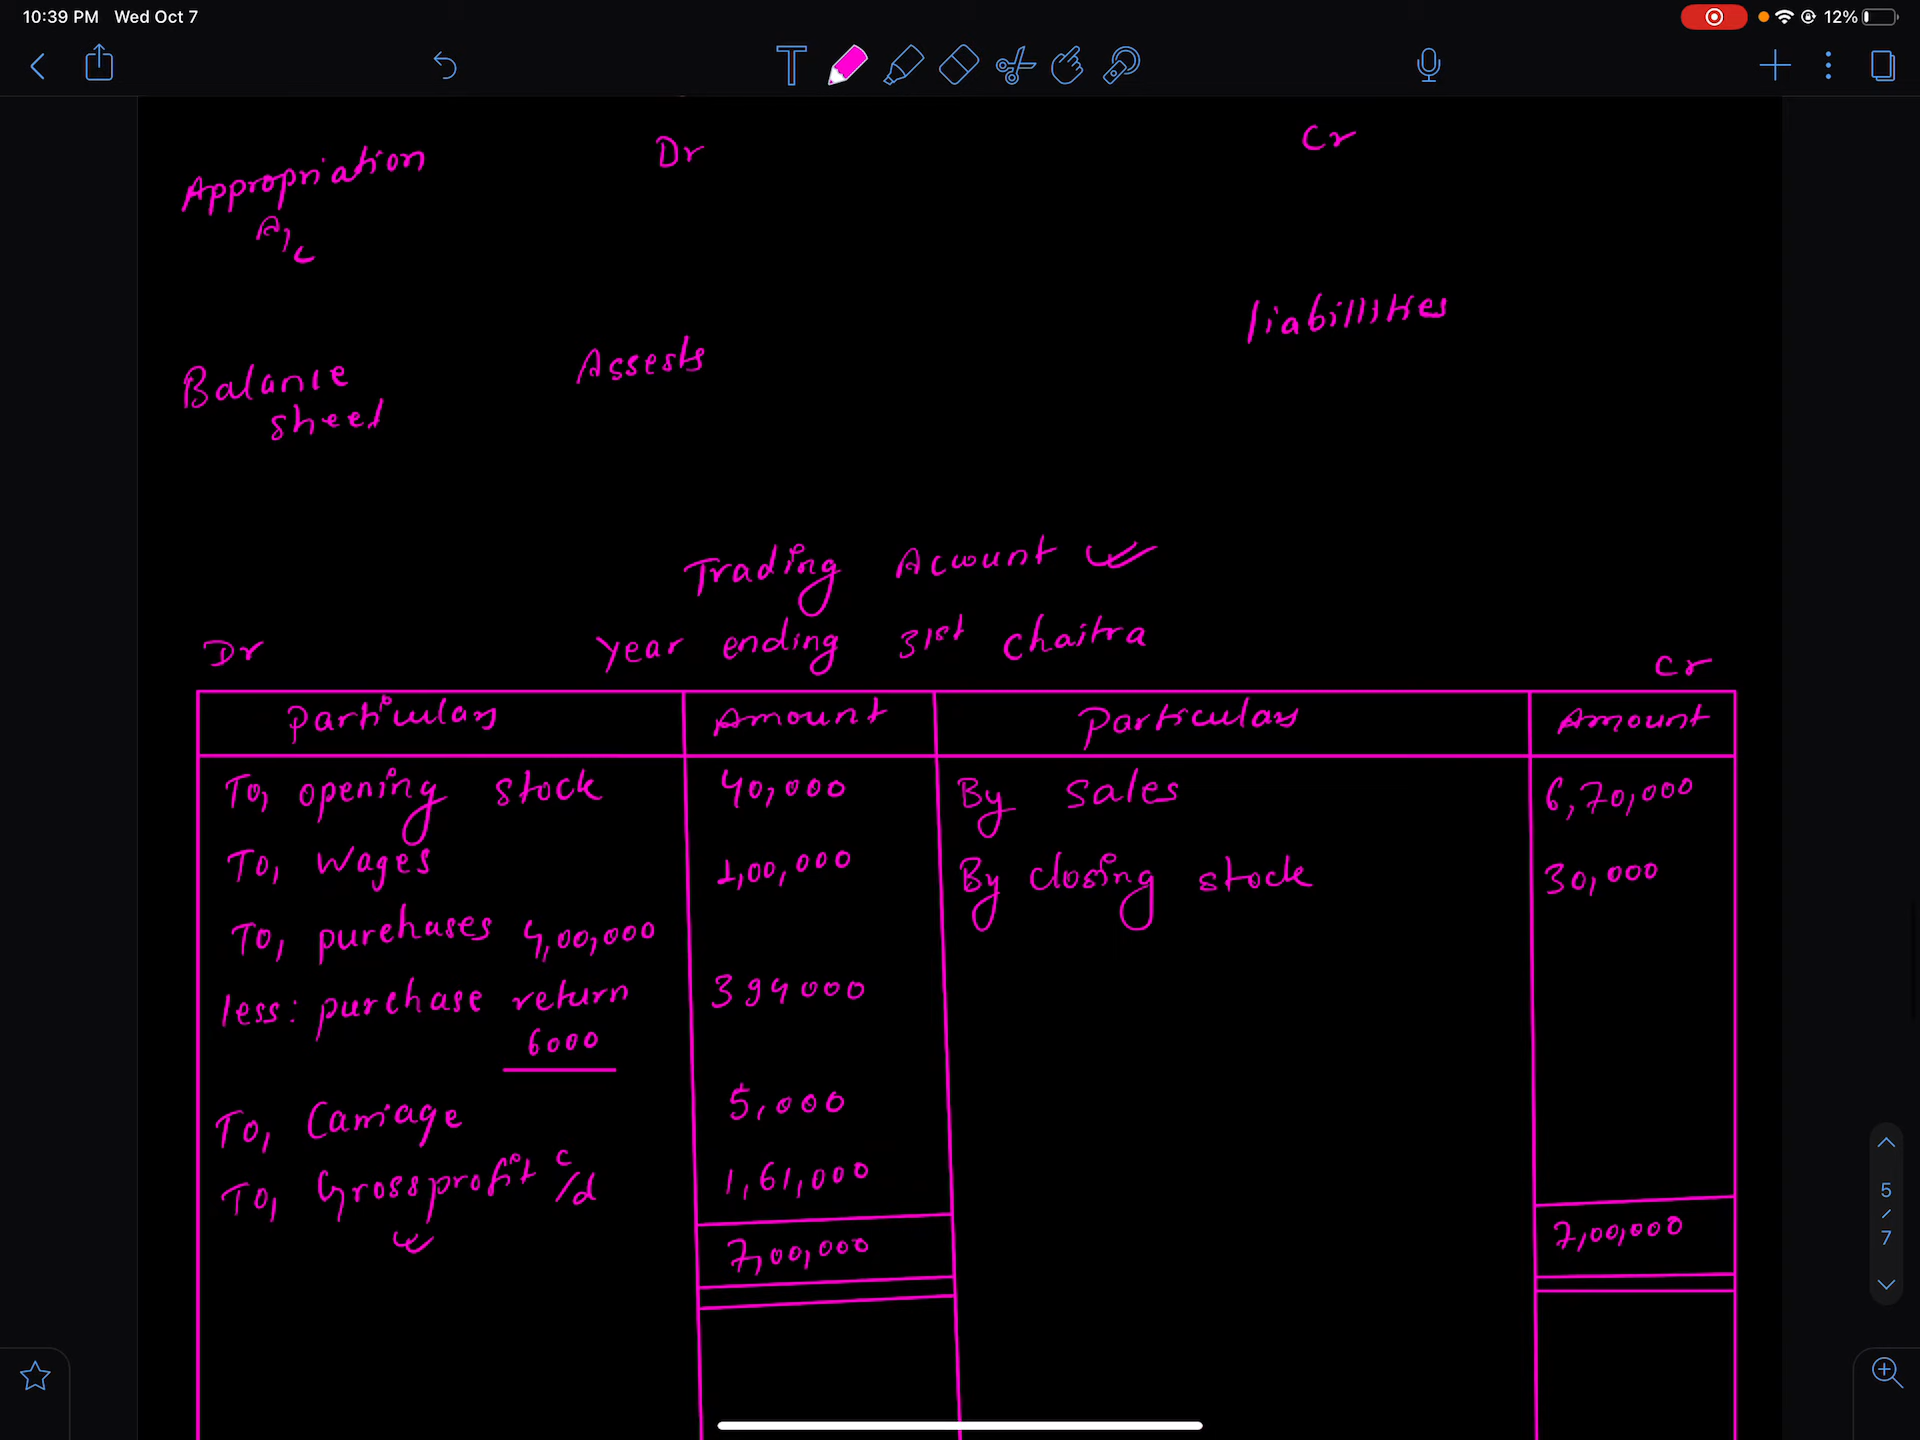 10:39 PM Wed Oct 7
12%
Dr
Cr
Appropriation
A/c
liabillities
Assests
Balance
sheet
Trading Account
year ending 31st chaitra
Dr
Cr
Particulars Amount Particulars Amount
To, opening stock 40,000 By sales 6,70,000
To, Wages 1,00,000 By closing stock 30,000
To, purchases 4,00,000
less: purchase return 394000
6000
To, Carriage 5,000
To, Gross profit c/d 1,61,000
7,00,000 7,00,000
5
/
7